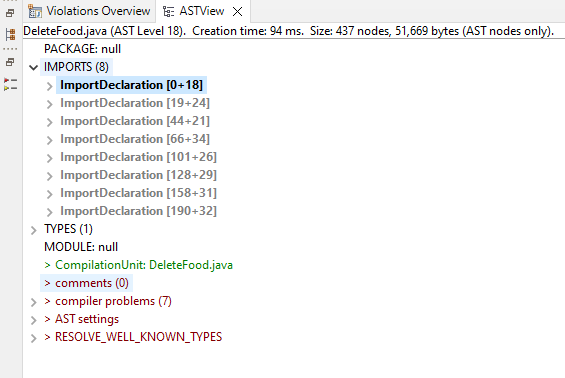 Violations Overview ASTView
DeleteFood.java (AST Level 18). Creation time: 94 ms. Size: 437 nodes, 51,669 bytes (AST nodes only).
PACKAGE: null
IMPORTS (8)
ImportDeclaration [0+18]
ImportDeclaration [19+24]
ImportDeclaration [44+21]
ImportDeclaration [66+34]
ImportDeclaration [101+26]
ImportDeclaration [128+29]
ImportDeclaration [158+31]
ImportDeclaration [190+32]
TYPES (1)
MODULE: null
> CompilationUnit: DeleteFood.java
> comments (0)
> compiler problems (7)
> AST settings
> RESOLVE_WELL_KNOWN_TYPES